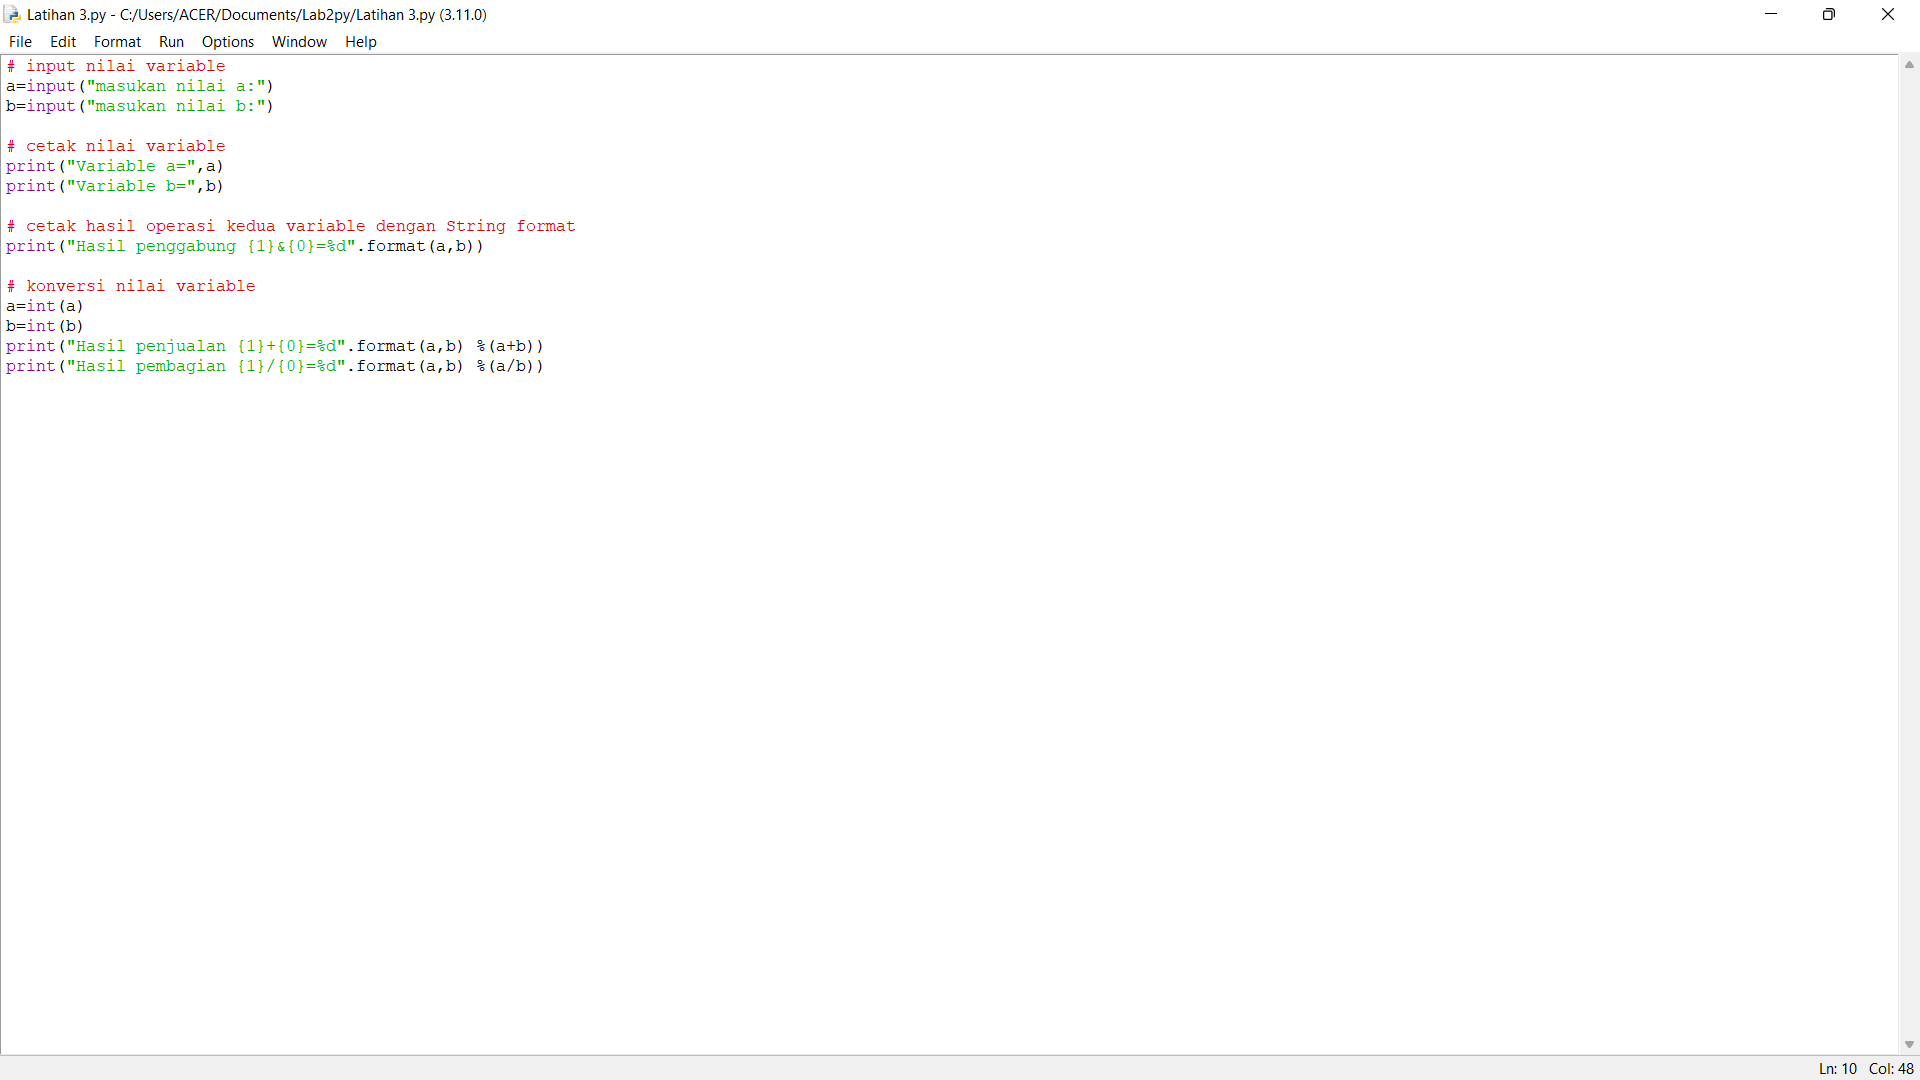 Latihan 3.py - C:/Users/ACER/Documents/Lab2py/Latihan 3.py (3.11.0)
File Edit Format Run Options Window Help
# input nilai variable
a=input("masukan nilai a:")
b=input("masukan nilai b:")
# cetak nilai variable
print("Variable a=",a)
print("Variable b=",b)
# cetak hasil operasi kedua variable dengan String format
print("Hasil penggabung {1}&{0}=%d".format(a,b))
# konversi nilai variable
a=int(a)
b=int(b)
print("Hasil penjualan {1}+{0}=%d".format(a,b) %(a+b))
print("Hasil pembagian {1}/{0}=%d".format(a,b) %(a/b))
Ln: 10 Col: 48